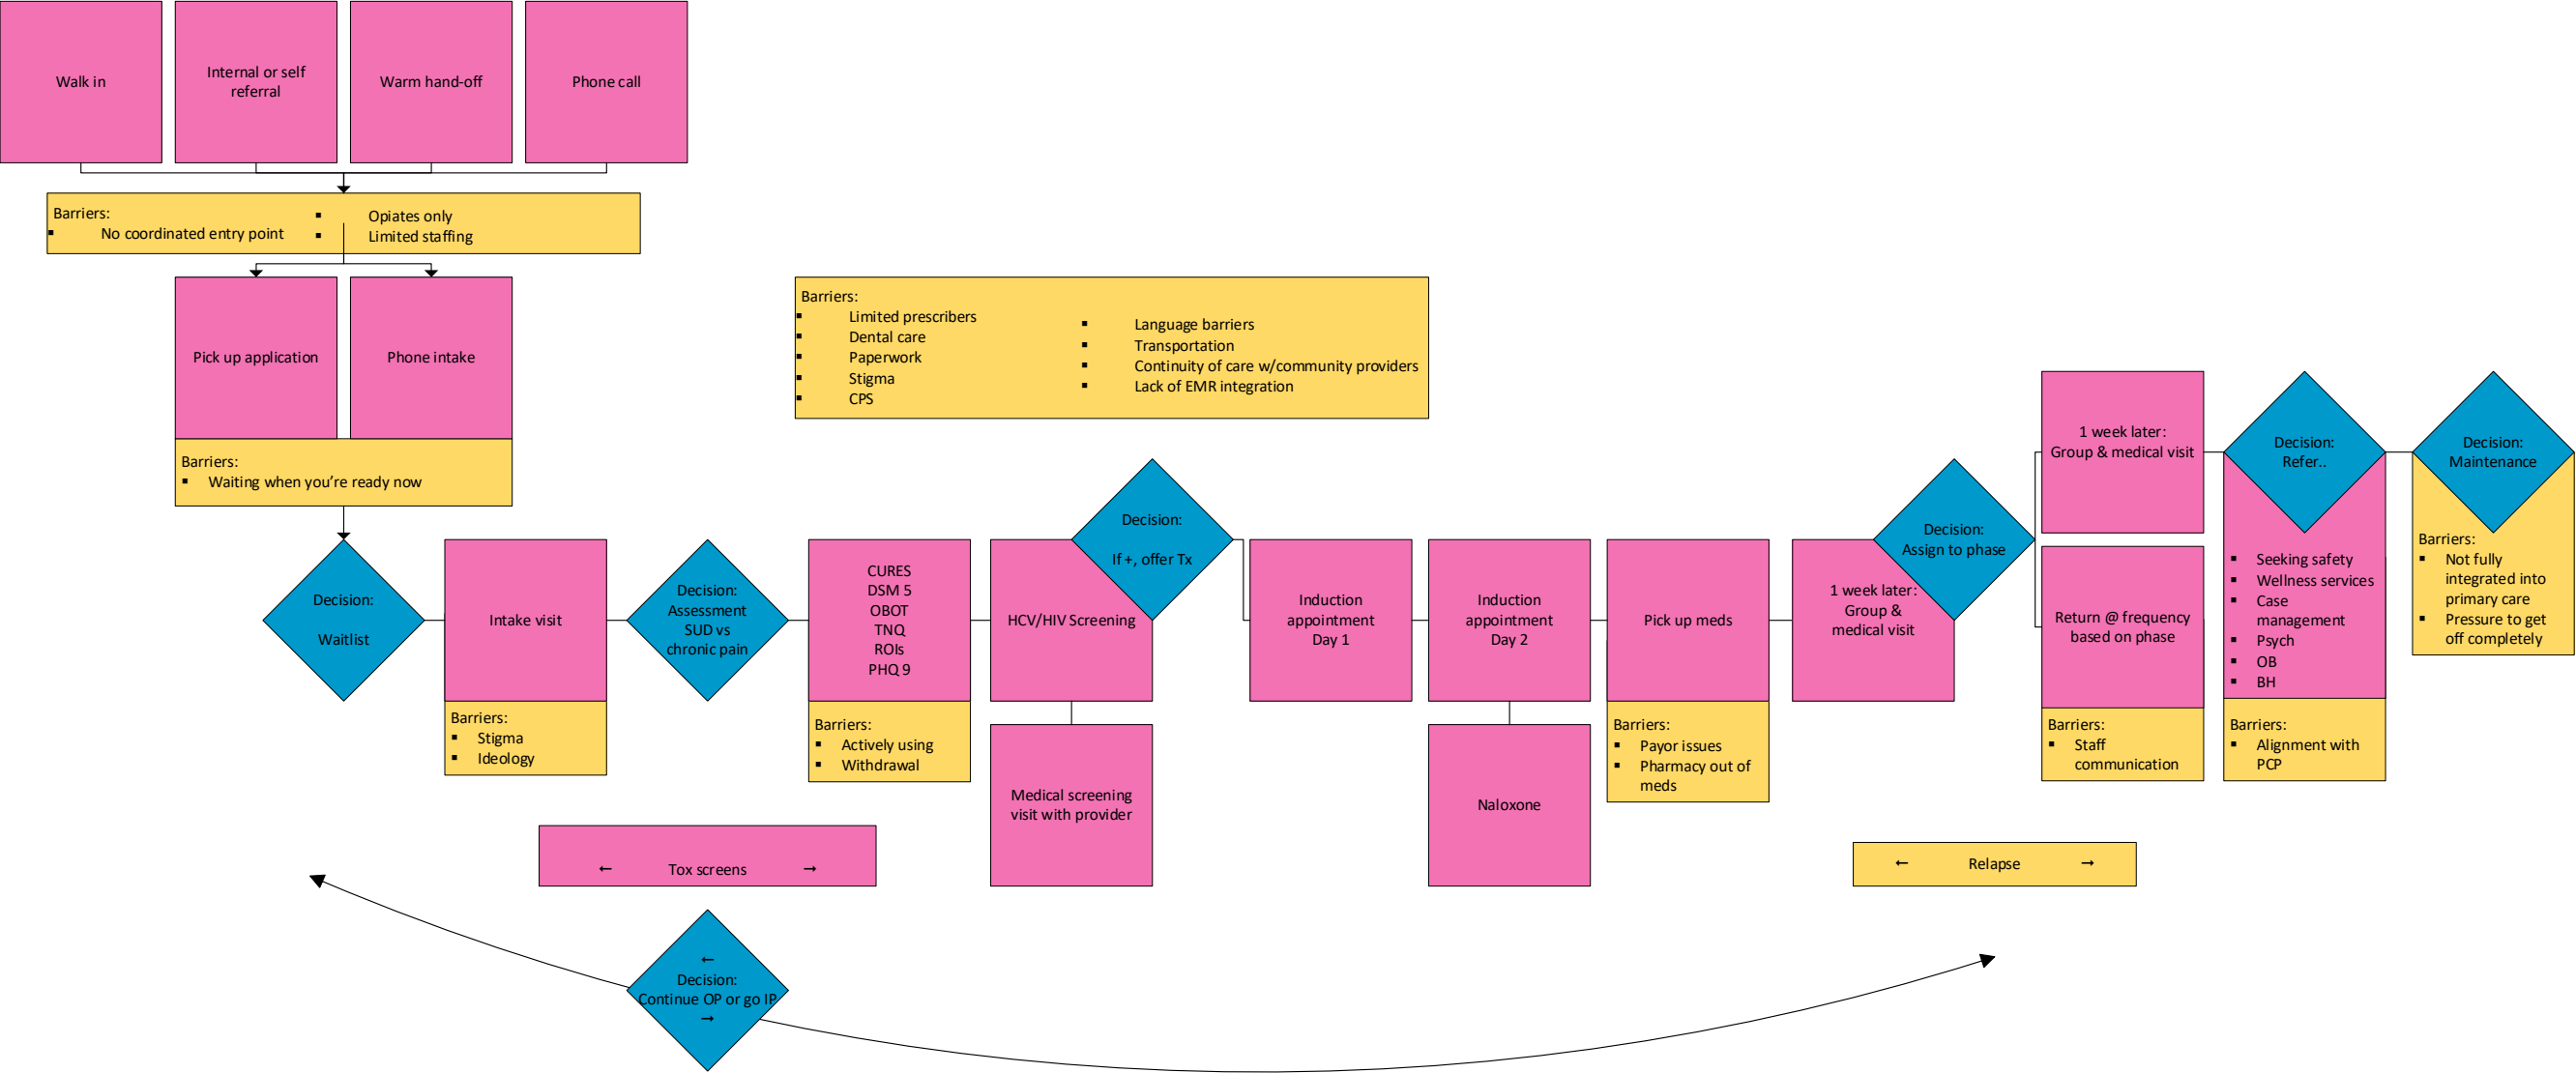 Walk in
Internal or self
referral
Warm hand-off
Phone call
Barriers:
▪ No coordinated entry point
▪ Opiates only
▪ Limited staffing
Pick up application
Phone intake
Barriers:
▪ Waiting when you’re ready now
Barriers:
▪ Limited prescribers
▪ Dental care
▪ Paperwork
▪ Stigma
▪ CPS
▪ Language barriers
▪ Transportation
▪ Continuity of care w/community providers
▪ Lack of EMR integration
Decision:
Waitlist
Intake visit
Barriers:
▪ Stigma
▪ Ideology
Decision:
Assessment
SUD vs
chronic pain
CURES
DSM 5
OBOT
TNQ
ROIs
PHQ 9
Barriers:
▪ Actively using
▪ Withdrawal
HCV/HIV Screening
Decision:
If +, offer Tx
Medical screening
visit with provider
Induction
appointment
Day 1
Induction
appointment
Day 2
Naloxone
Pick up meds
Barriers:
▪ Payor issues
▪ Pharmacy out of
meds
1 week later:
Group &
medical visit
Decision:
Assign to phase
1 week later:
Group & medical visit
Return @ frequency
based on phase
Barriers:
▪ Staff
communication
Decision:
Refer..
▪ Seeking safety
▪ Wellness services
▪ Case
management
▪ Psych
▪ OB
▪ BH
Barriers:
▪ Alignment with
PCP
Decision:
Maintenance
Barriers:
▪ Not fully
integrated into
primary care
▪ Pressure to get
off completely
← Tox screens →
← Relapse →
←
Decision:
Continue OP or go IP
→